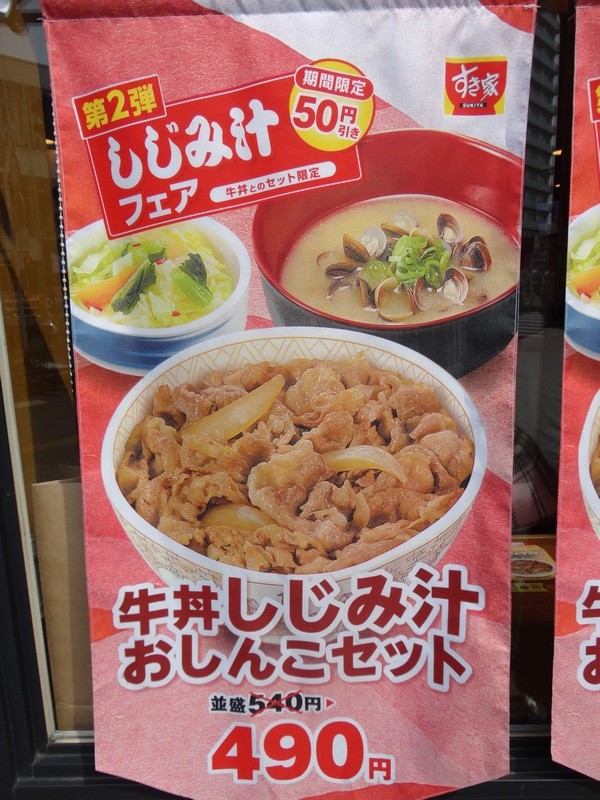 すき家
SUKIYA
第2弾
期間限定
50円
引き
しじみ汁
フェア
牛丼とのセット限定
牛丼しじみ汁
おしんこセット
並盛540円▶
490円